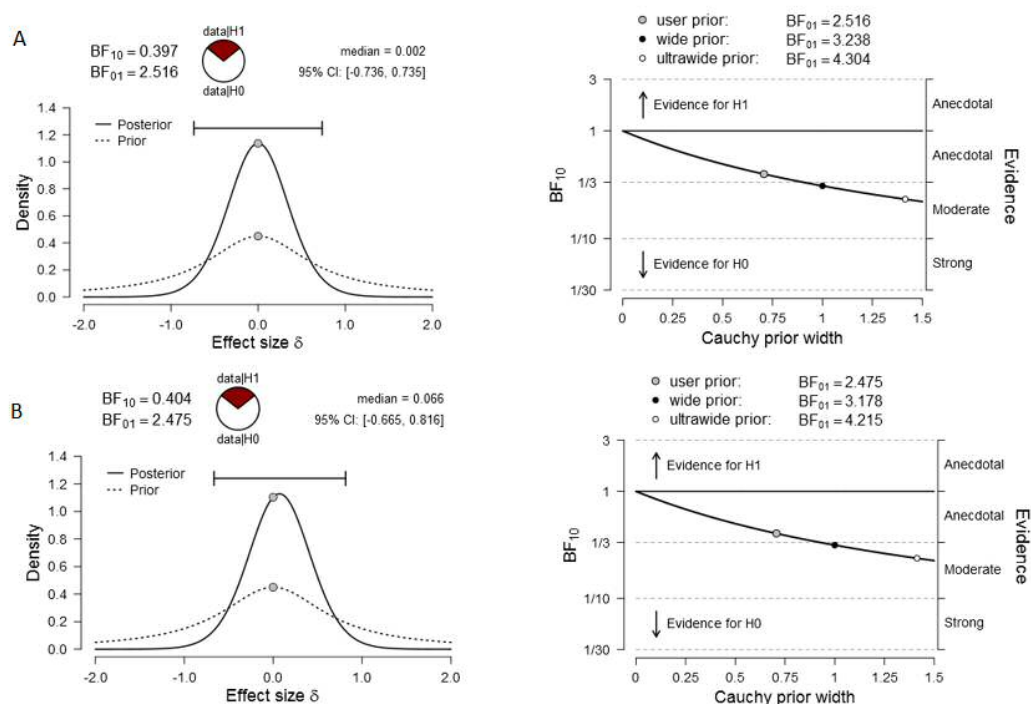 A
data|H1
BF10 = 0.397
BF01 = 2.516
data|H0
median = 0.002
95% CI: [-0.736, 0.735]
Posterior
Prior
Density
1.4
1.2
1.0
0.8
0.6
0.4
0.2
0.0
-2.0 -1.0 0.0 1.0 2.0
Effect size δ
user prior: BF01 = 2.516
wide prior: BF01 = 3.238
ultrawide prior: BF01 = 4.304
BF10
3
1
1/3
1/10
1/30
Evidence for H1
Evidence for H0
Anecdotal
Anecdotal
Moderate
Strong
Evidence
0 0.25 0.5 0.75 1 1.25 1.5
Cauchy prior width
B
data|H1
BF10 = 0.404
BF01 = 2.475
data|H0
median = 0.066
95% CI: [-0.665, 0.816]
Posterior
Prior
Density
1.4
1.2
1.0
0.8
0.6
0.4
0.2
0.0
-2.0 -1.0 0.0 1.0 2.0
Effect size δ
user prior: BF01 = 2.475
wide prior: BF01 = 3.178
ultrawide prior: BF01 = 4.215
BF10
3
1
1/3
1/10
1/30
Evidence for H1
Evidence for H0
Anecdotal
Anecdotal
Moderate
Strong
Evidence
0 0.25 0.5 0.75 1 1.25 1.5
Cauchy prior width